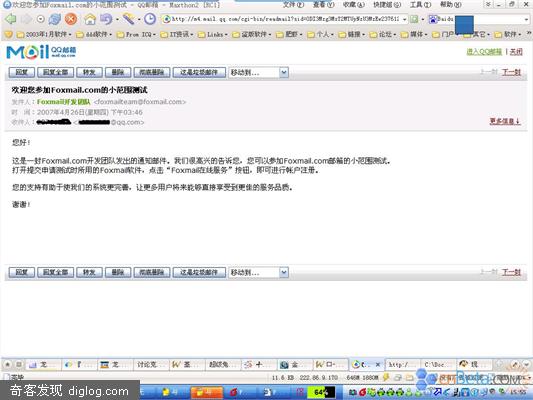 欢迎您参加Foxmail.com的小范围测试 - QQ邮箱 - Maxthon2 [RC1]
文件(F) 查看(V) 收藏(A) 快捷组(G) 工具(T) 帮助(H)
Baidu
2003年1月软件 ddd软件 Prom ICQ IT资讯 Links 盗版软件 肥虾 个人 论坛 媒体 门户 其它
Mail QQ邮箱
mail.qq.com
进入QQ邮箱 | 关闭
回复 回复全部 转发 删除 彻底删除 这是垃圾邮件 移动到... 上一封 下一封
欢迎您参加Foxmail.com的小范围测试
发件人：Foxmail开发团队 <foxmailteam@foxmail.com>
时 间：2007年4月26日(星期四) 下午03:46
收件人： @qq.com> 更多信息
您好！
这是一封Foxmail.com开发团队发出的通知邮件。我们很高兴的告诉您，您可以参加Foxmail.com邮箱的小范围测试。
打开提交申请测试时所用的Foxmail软件，点击“Foxmail在线服务”按钮，即可进行帐户注册。
您的支持有助于使我们的系统更完善，让更多用户将来能够直接享受到更佳的服务品质。
谢谢！
回复 回复全部 转发 删除 彻底删除 这是垃圾邮件 移动到... 上一封 下一封
完毕 11.6 KB 222.86.9.170 646M 1880M
奇客发现 diglog.com
64%
15:55